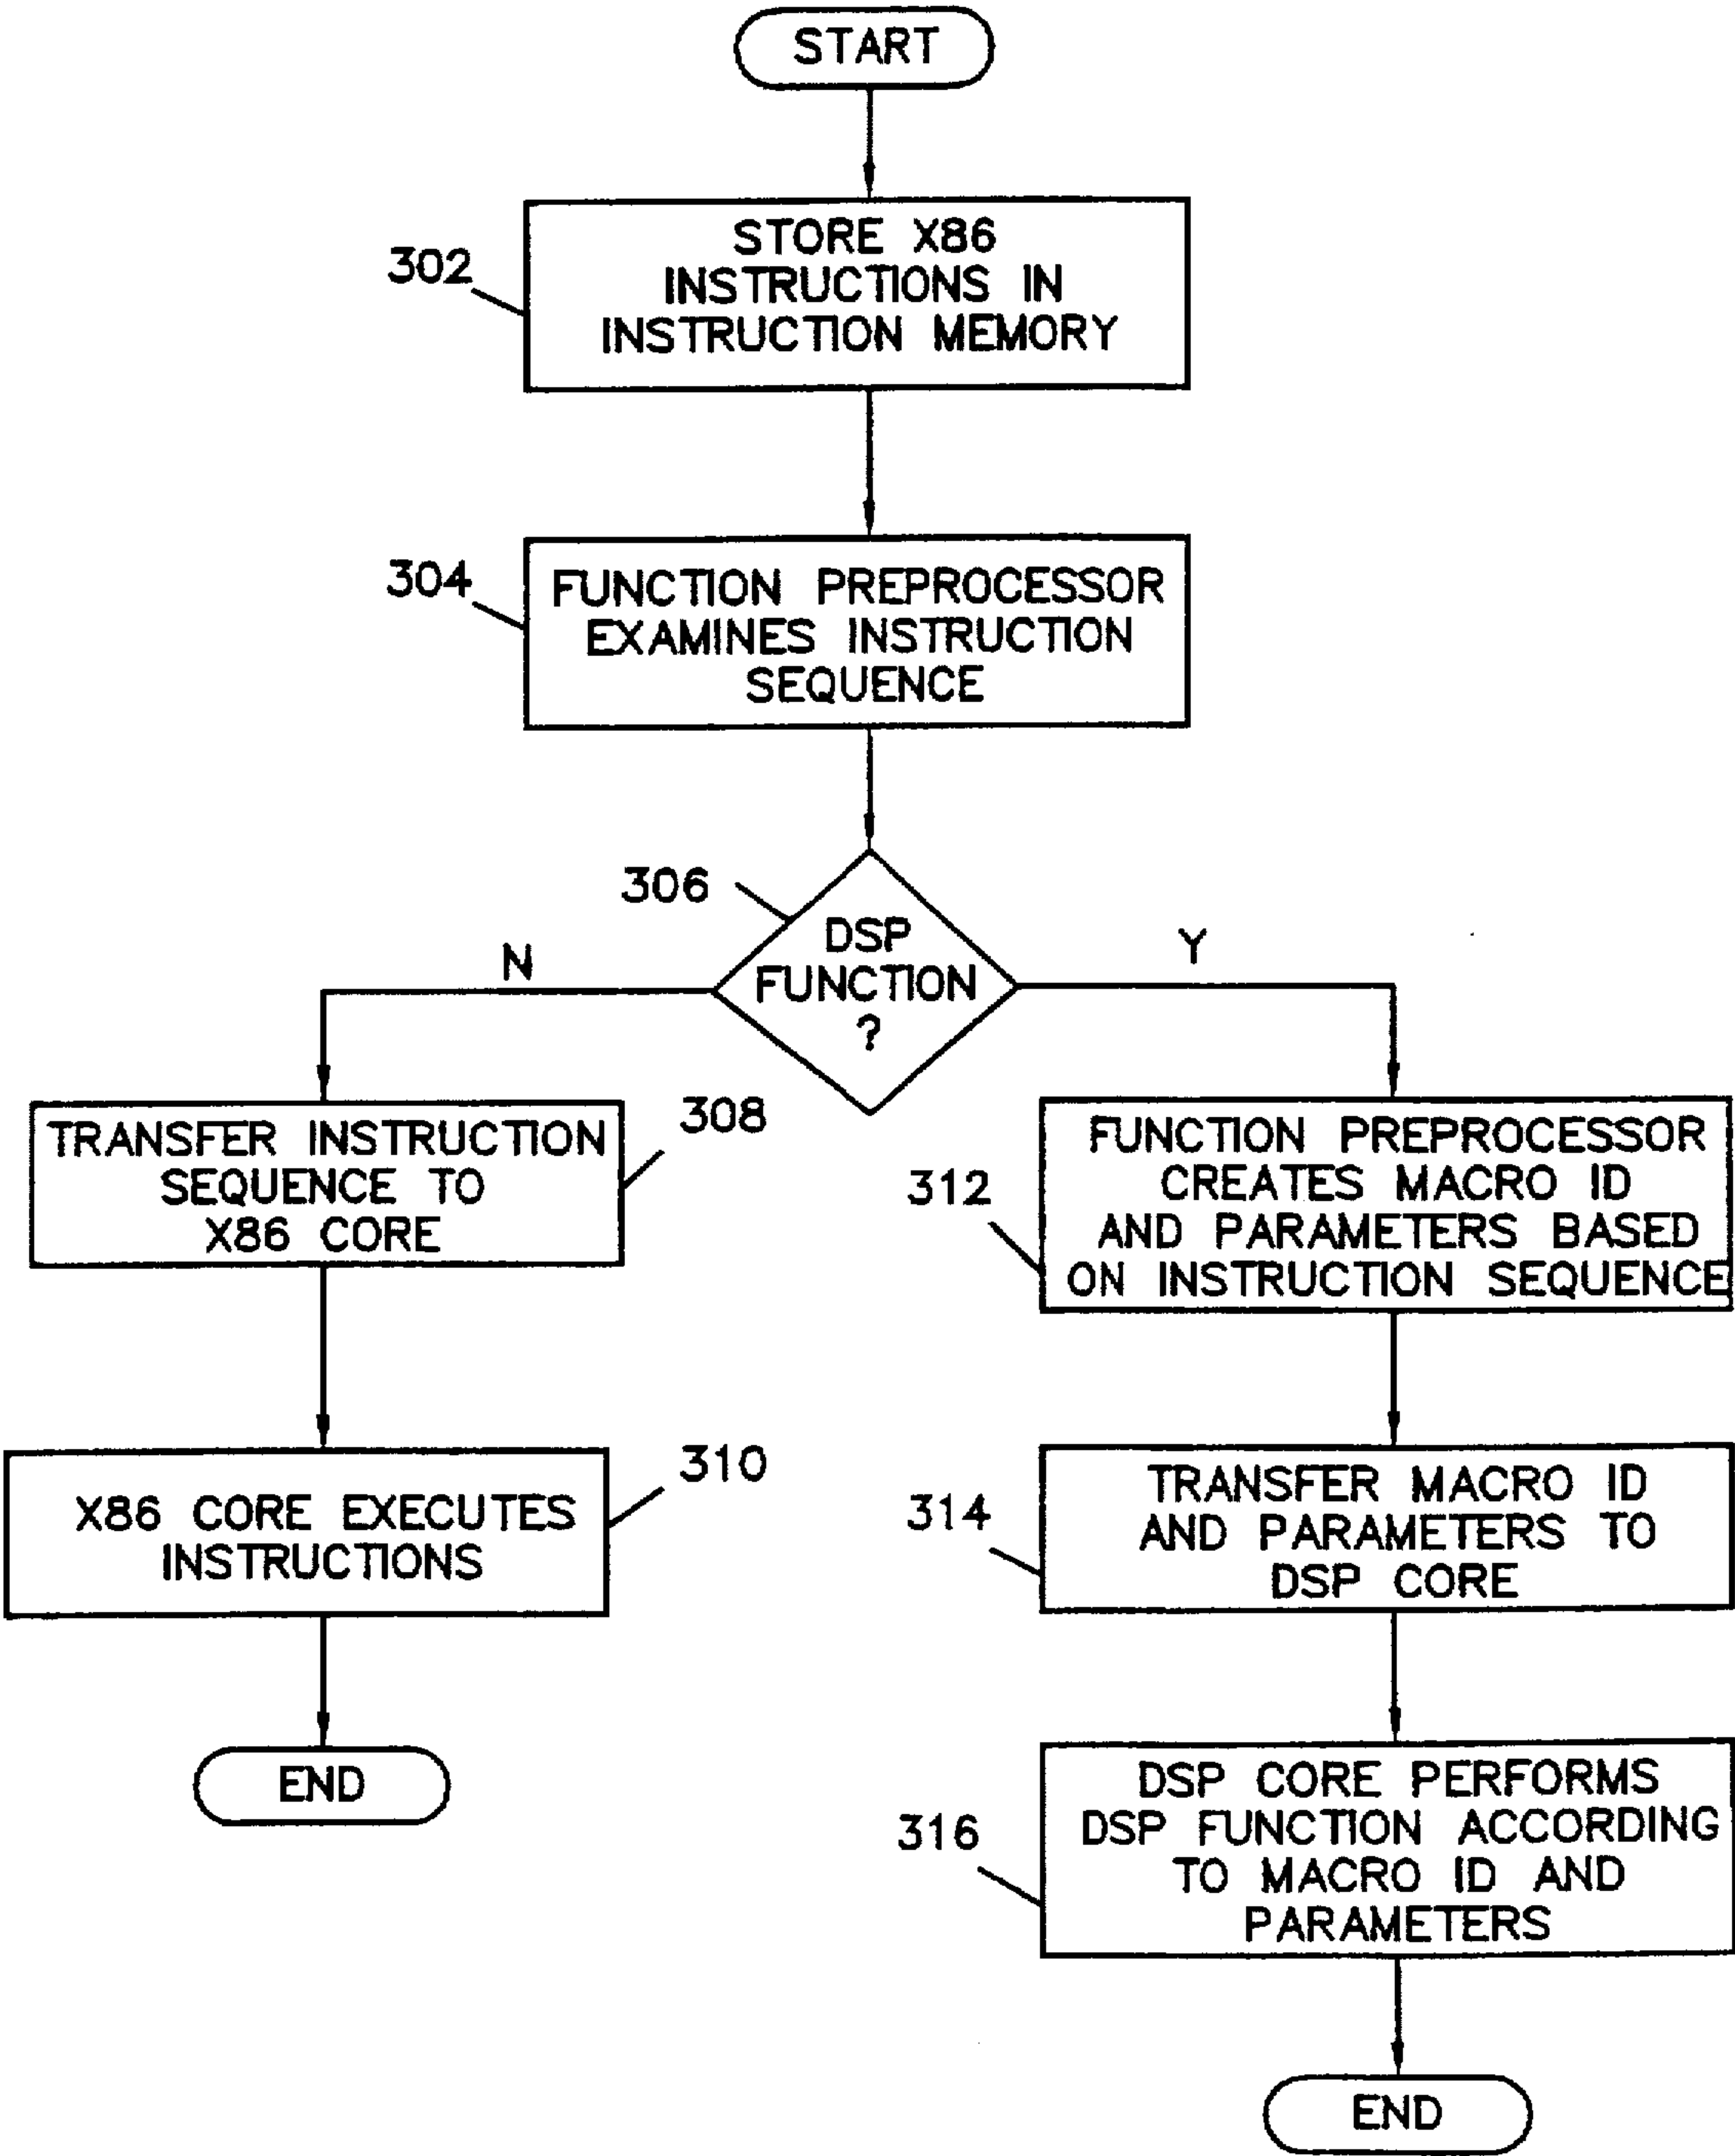 START
302
STORE X86
INSTRUCTIONS IN
INSTRUCTION MEMORY
304
FUNCTION PREPROCESSOR
EXAMINES INSTRUCTION
SEQUENCE
306
DSP
FUNCTION
?
N
Y
TRANSFER INSTRUCTION
SEQUENCE TO
X86 CORE
308
X86 CORE EXECUTES
INSTRUCTIONS
310
END
312
FUNCTION PREPROCESSOR
CREATES MACRO ID
AND PARAMETERS BASED
ON INSTRUCTION SEQUENCE
314
TRANSFER MACRO ID
AND PARAMETERS TO
DSP CORE
316
DSP CORE PERFORMS
DSP FUNCTION ACCORDING
TO MACRO ID AND
PARAMETERS
END